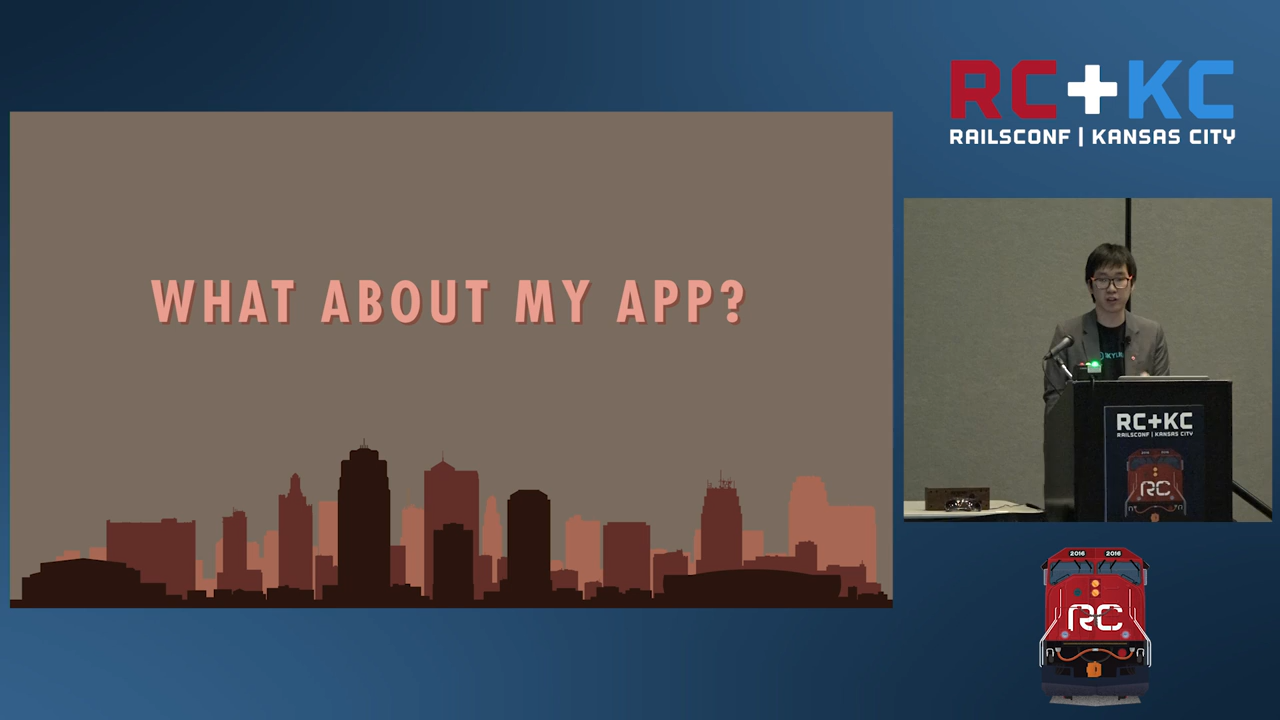 WHAT ABOUT MY APP?
RC+KC
RAILSCONF | KANSAS CITY
RC+KC
RAILSCONF | KANSAS CITY
RC
2016 2016
RC